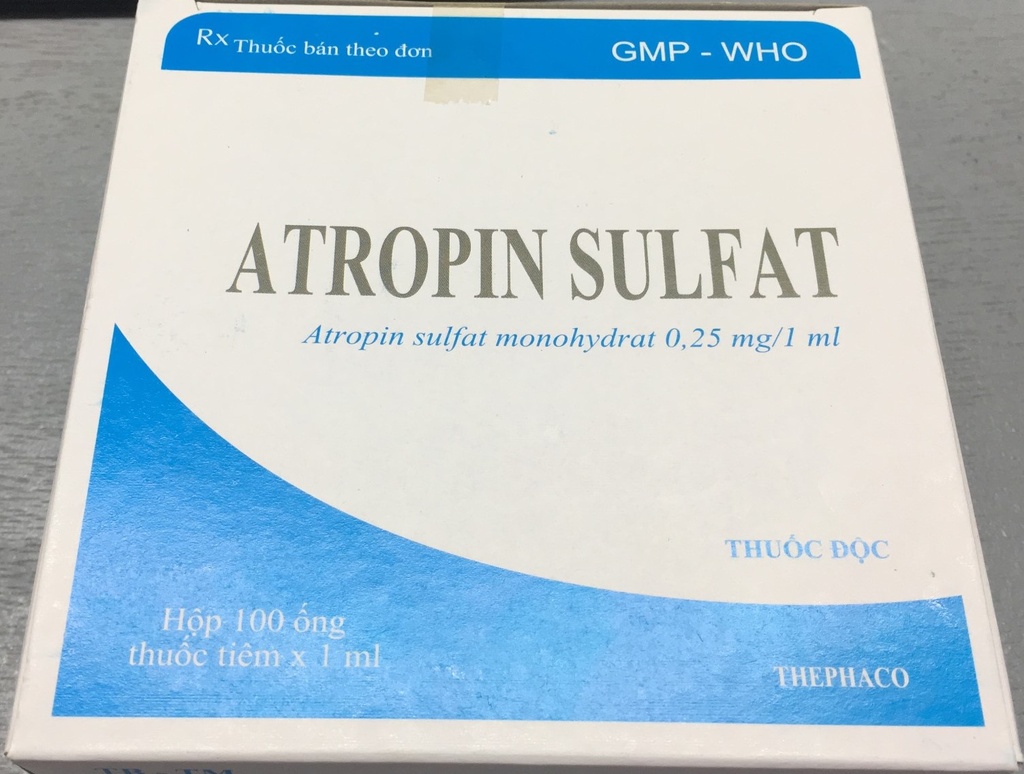 Rx Thuốc bán theo đơn
GMP - WHO
ATROPIN SULFAT
Atropin sulfat monohydrat 0,25 mg/1 ml
THUỐC ĐỘC
Hộp 100 ống
thuốc tiêm x 1 ml
THEPHACO